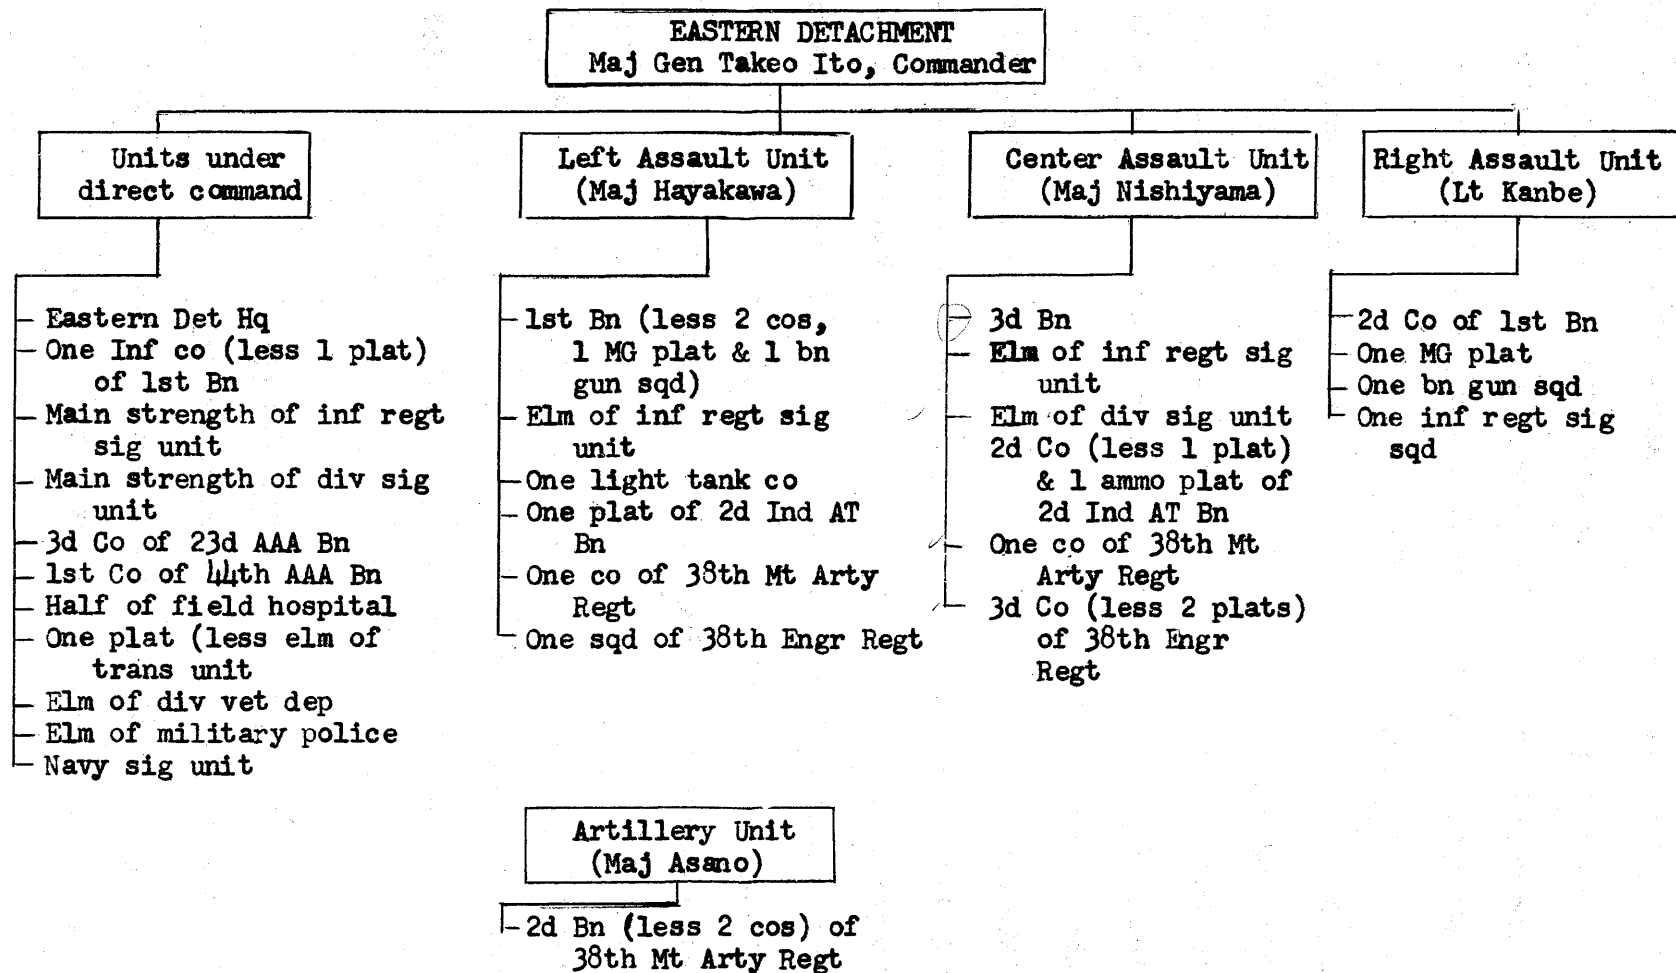 EASTERN DETACHMENT
Maj Gen Takeo Ito, Commander
Units under
direct command
Eastern Det Hq
One Inf co (less 1 plat)
of 1st Bn
Main strength of inf regt
sig unit
Main strength of div sig
unit
3d Co of 23d AAA Bn
1st Co of 44th AAA Bn
Half of field hospital
One plat (less elm of
trans unit
Elm of div vet dep
Elm of military police
Navy sig unit
Left Assault Unit
(Maj Hayakawa)
1st Bn (less 2 cos,
1 MG plat & 1 bn
gun sqd)
Elm of inf regt sig
unit
One light tank co
One plat of 2d Ind AT
Bn
One co of 38th Mt Arty
Regt
One sqd of 38th Engr Regt
Center Assault Unit
(Maj Nishiyama)
3d Bn
Elm of inf regt sig
unit
Elm of div sig unit
2d Co (less 1 plat)
& 1 ammo plat of
2d Ind AT Bn
One co of 38th Mt
Arty Regt
3d Co (less 2 plats)
of 38th Engr
Regt
Right Assault Unit
(Lt Kanbe)
2d Co of 1st Bn
One MG plat
One bn gun sqd
One inf regt sig
sqd
Artillery Unit
(Maj Asano)
2d Bn (less 2 cos) of
38th Mt Arty Regt